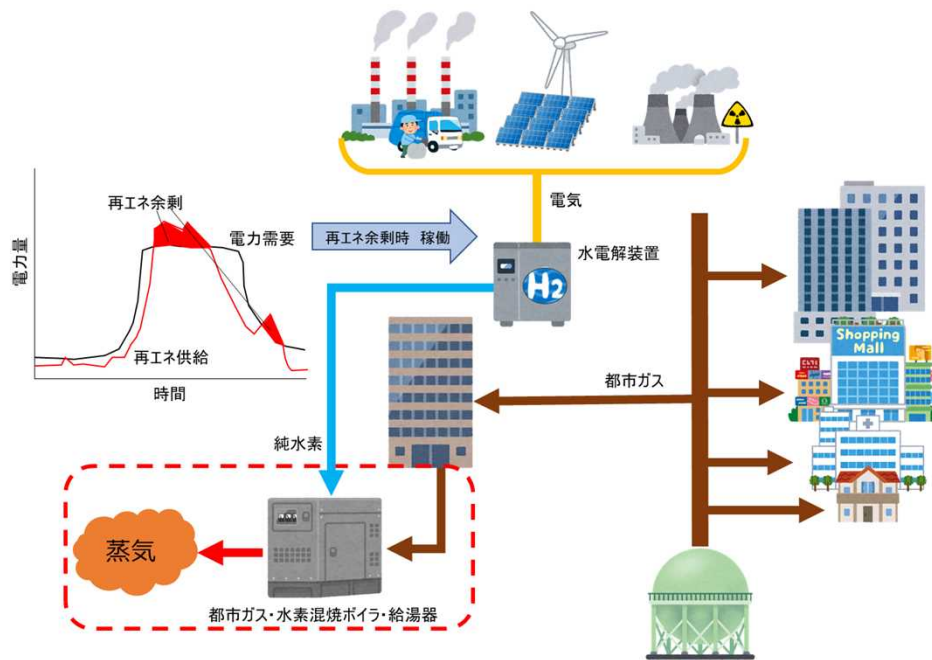 再エネ余剰
電力需要
電力量
再エネ供給
時間
再エネ余剰時 稼働
電気
水電解装置
H2
純水素
都市ガス
Shopping
Mall
蒸気
都市ガス・水素混焼ボイラ・給湯器